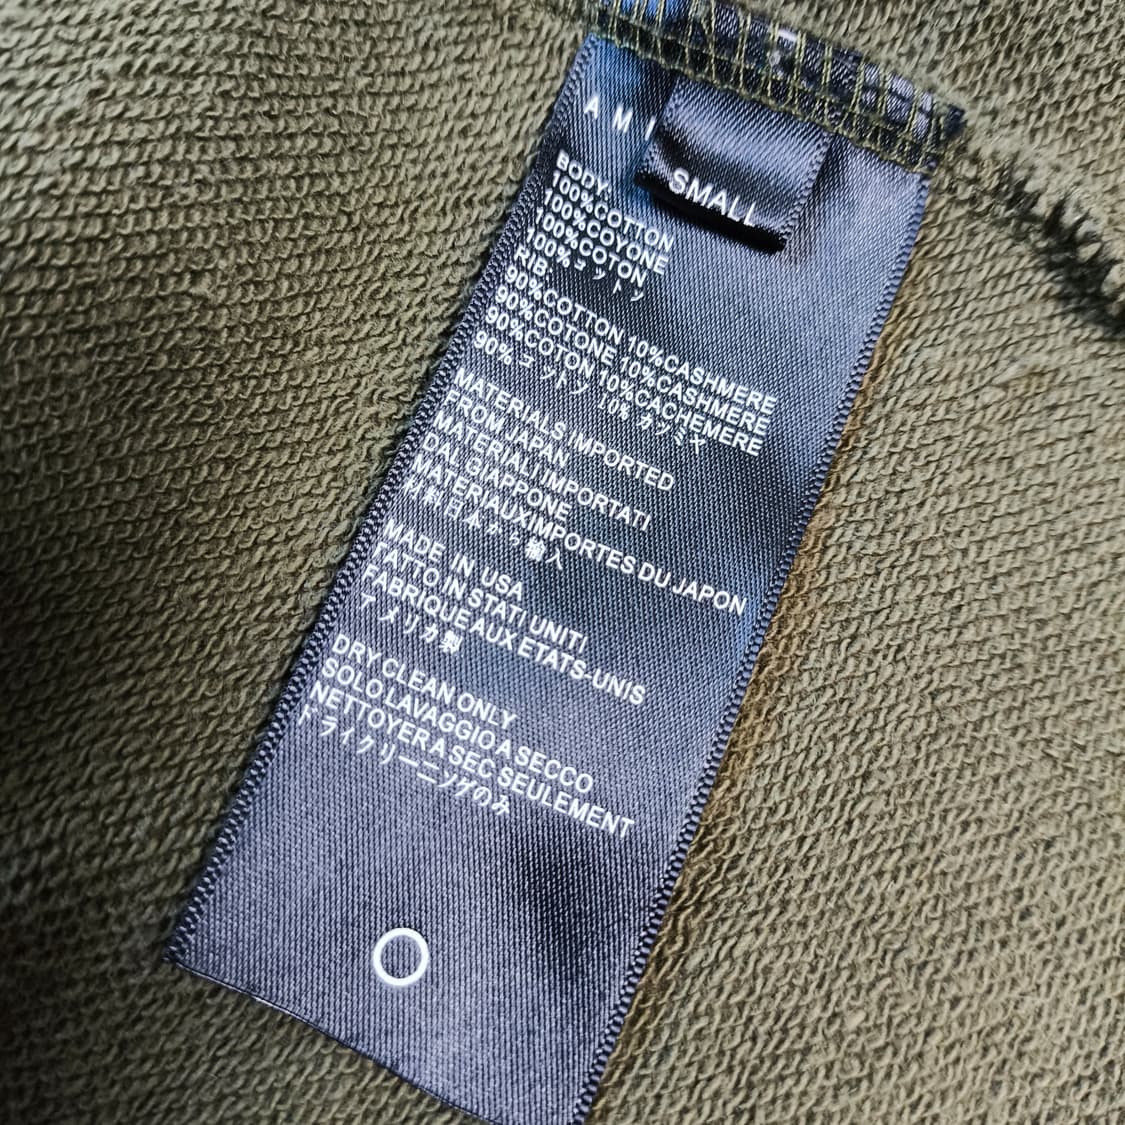 AMI
SMALL
BODY:
100%COTTON
100%COYONE
100%COTON
100%コットン
RIB:
90%COTTON 10%CASHMERE
90%COTONE 10%CASHMERE
90%COTON 10%CACHEMERE
90%コットン 10%カツミヤ
MATERIALS IMPORTED
FROM JAPAN
MATERIALI IMPORTATI
DAL GIAPPONE
MATERIAUXIMPORTES DU JAPON
材料日本から輸入
MADE IN USA
FATTO IN STATI UNITI
FABRIQUE AUX ETATS-UNIS
アメリカ製
DRY CLEAN ONLY
SOLO LAVAGGIO A SECCO
NETTOYER A SEC SEULEMENT
ドライクリーニングのみ